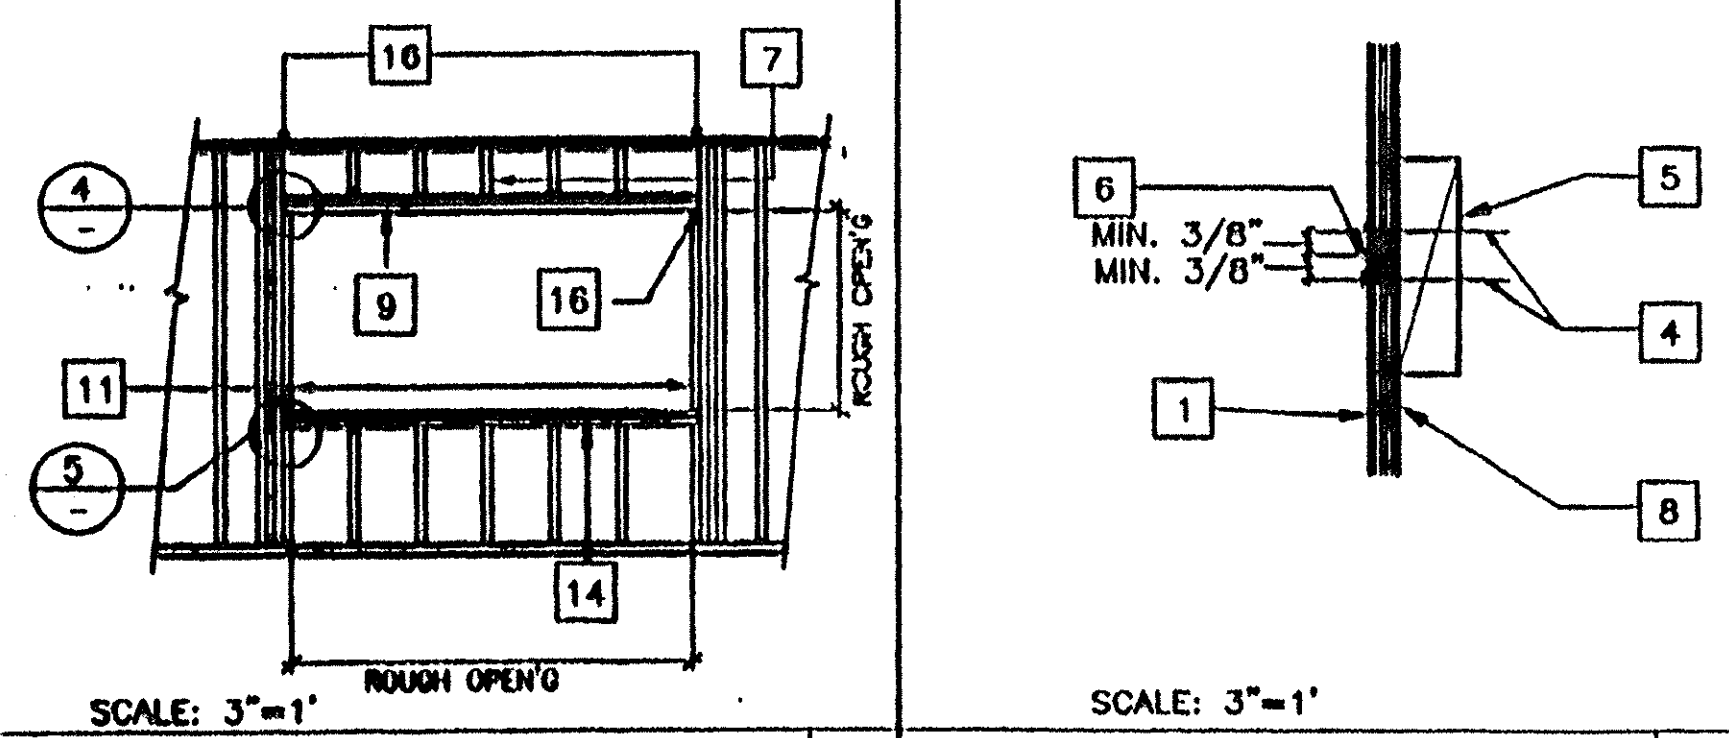 16
7
4
-
9
16
11
5
-
14
ROUGH OPEN'G
ROUGH OPEN'G
SCALE: 3"=1'
6
5
MIN. 3/8"
MIN. 3/8"
4
1
8
SCALE: 3"=1'